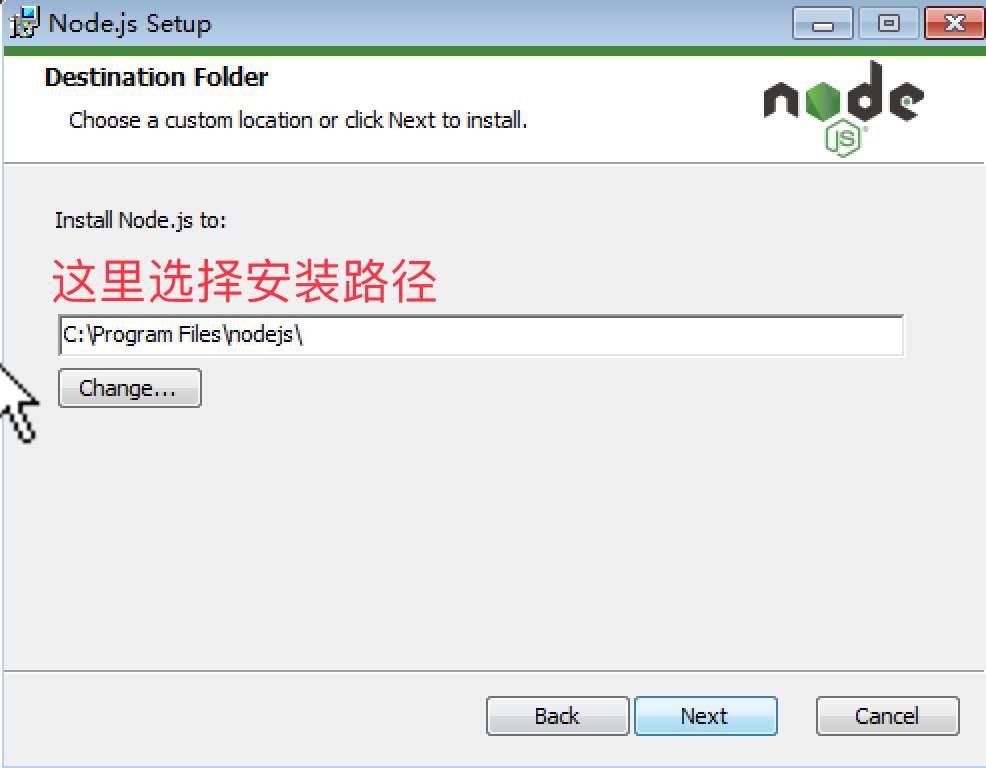 Node.js Setup
Destination Folder
Choose a custom location or click Next to install.
node
JS
Install Node.js to:
这里选择安装路径
C:\Program Files\nodejs\
Change...
Back
Next
Cancel